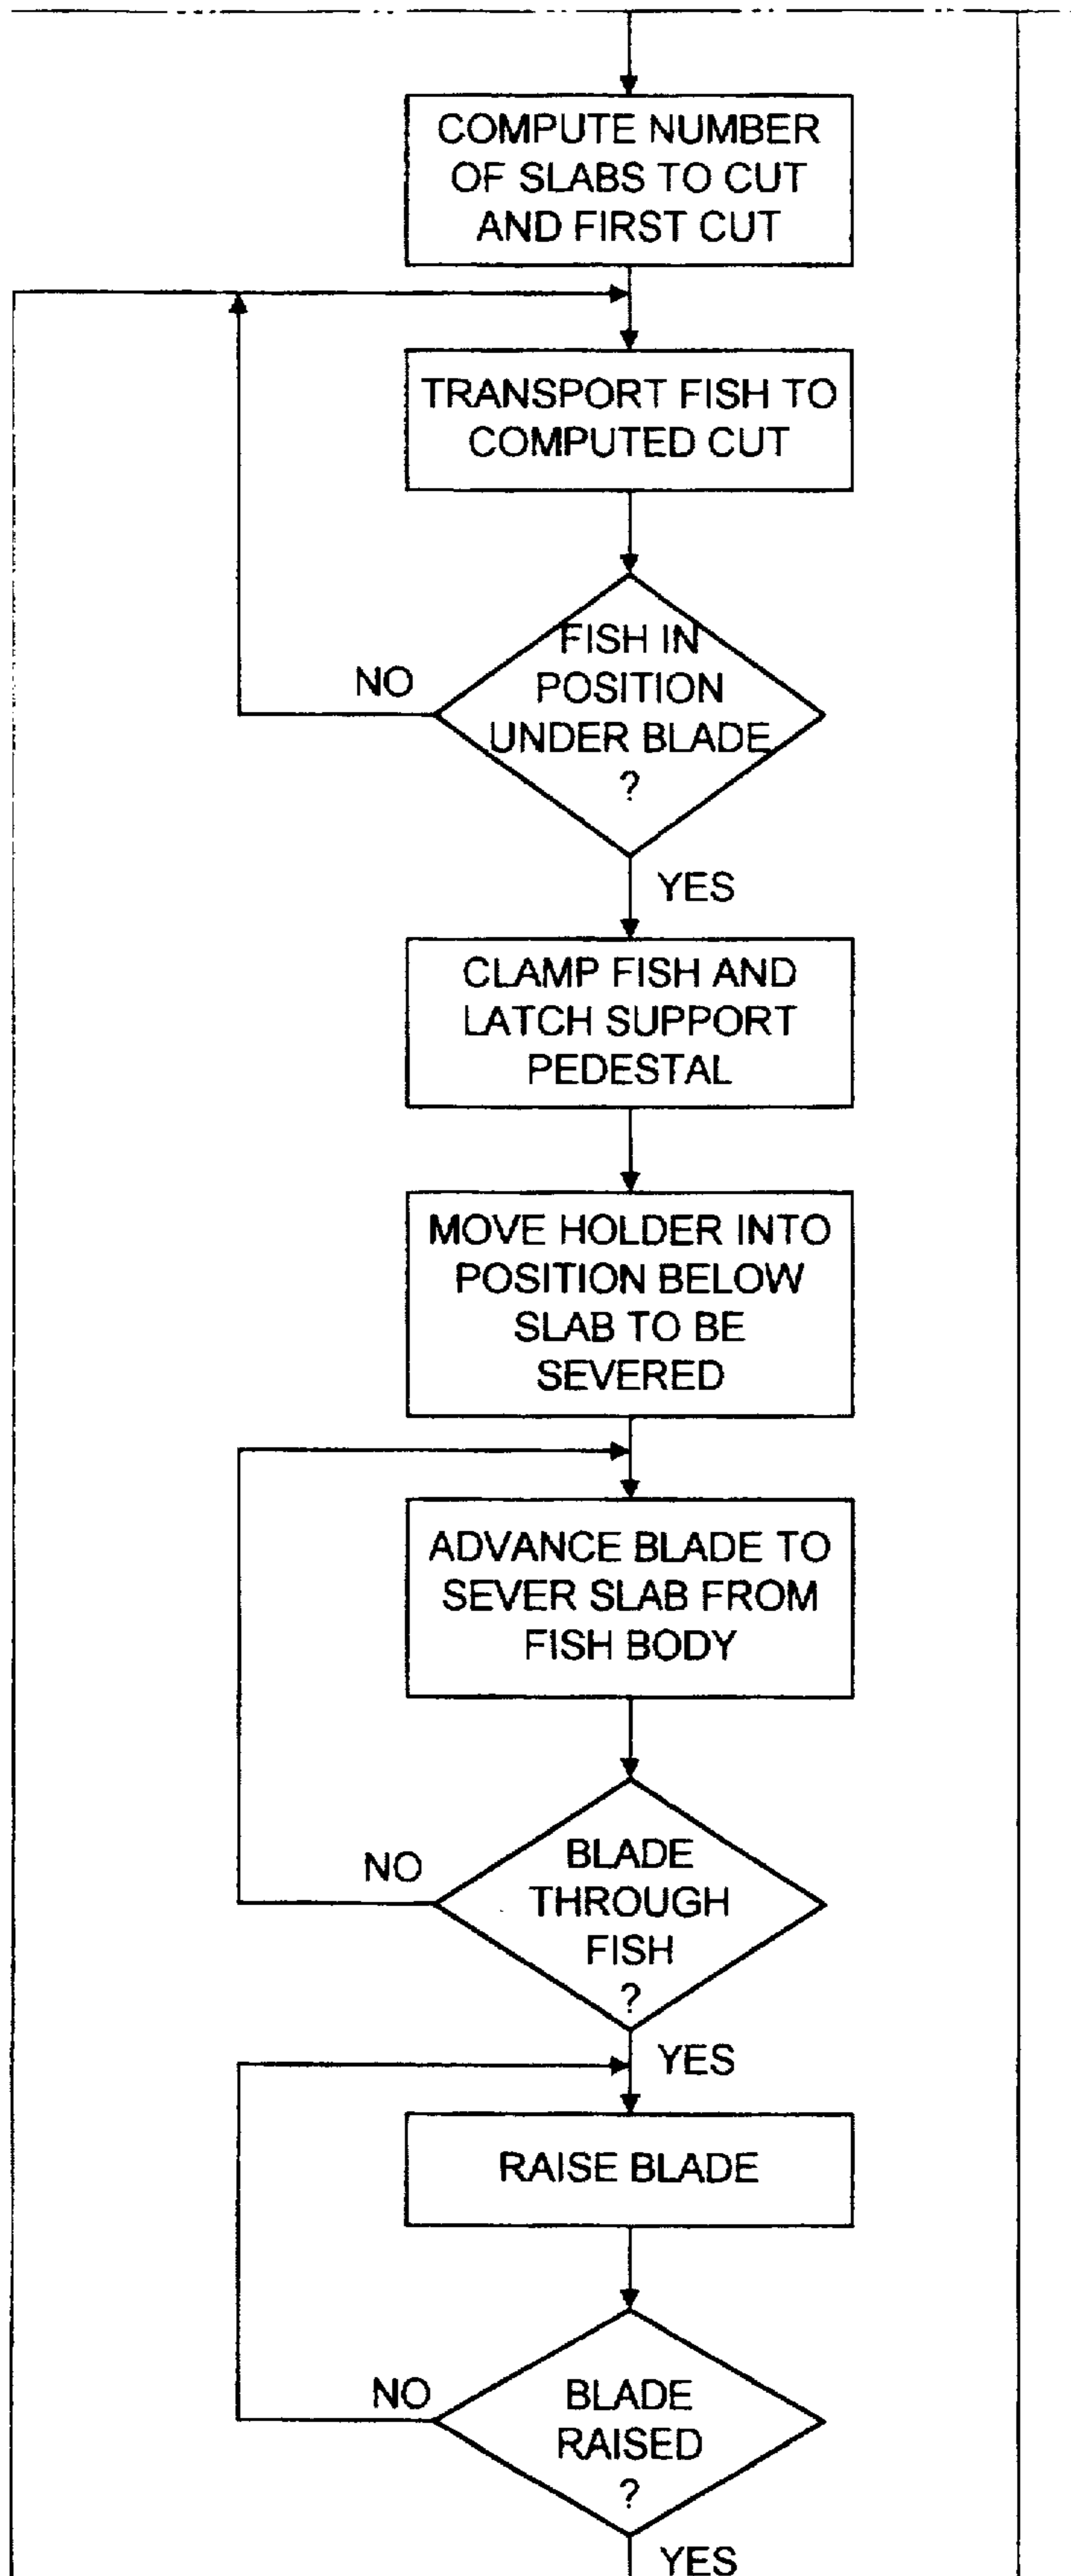 COMPUTE NUMBER
OF SLABS TO CUT
AND FIRST CUT
TRANSPORT FISH TO
COMPUTED CUT
FISH IN
POSITION
UNDER BLADE
?
NO
YES
CLAMP FISH AND
LATCH SUPPORT
PEDESTAL
MOVE HOLDER INTO
POSITION BELOW
SLAB TO BE
SEVERED
ADVANCE BLADE TO
SEVER SLAB FROM
FISH BODY
BLADE
THROUGH
FISH
?
NO
YES
RAISE BLADE
BLADE
RAISED
?
NO
YES